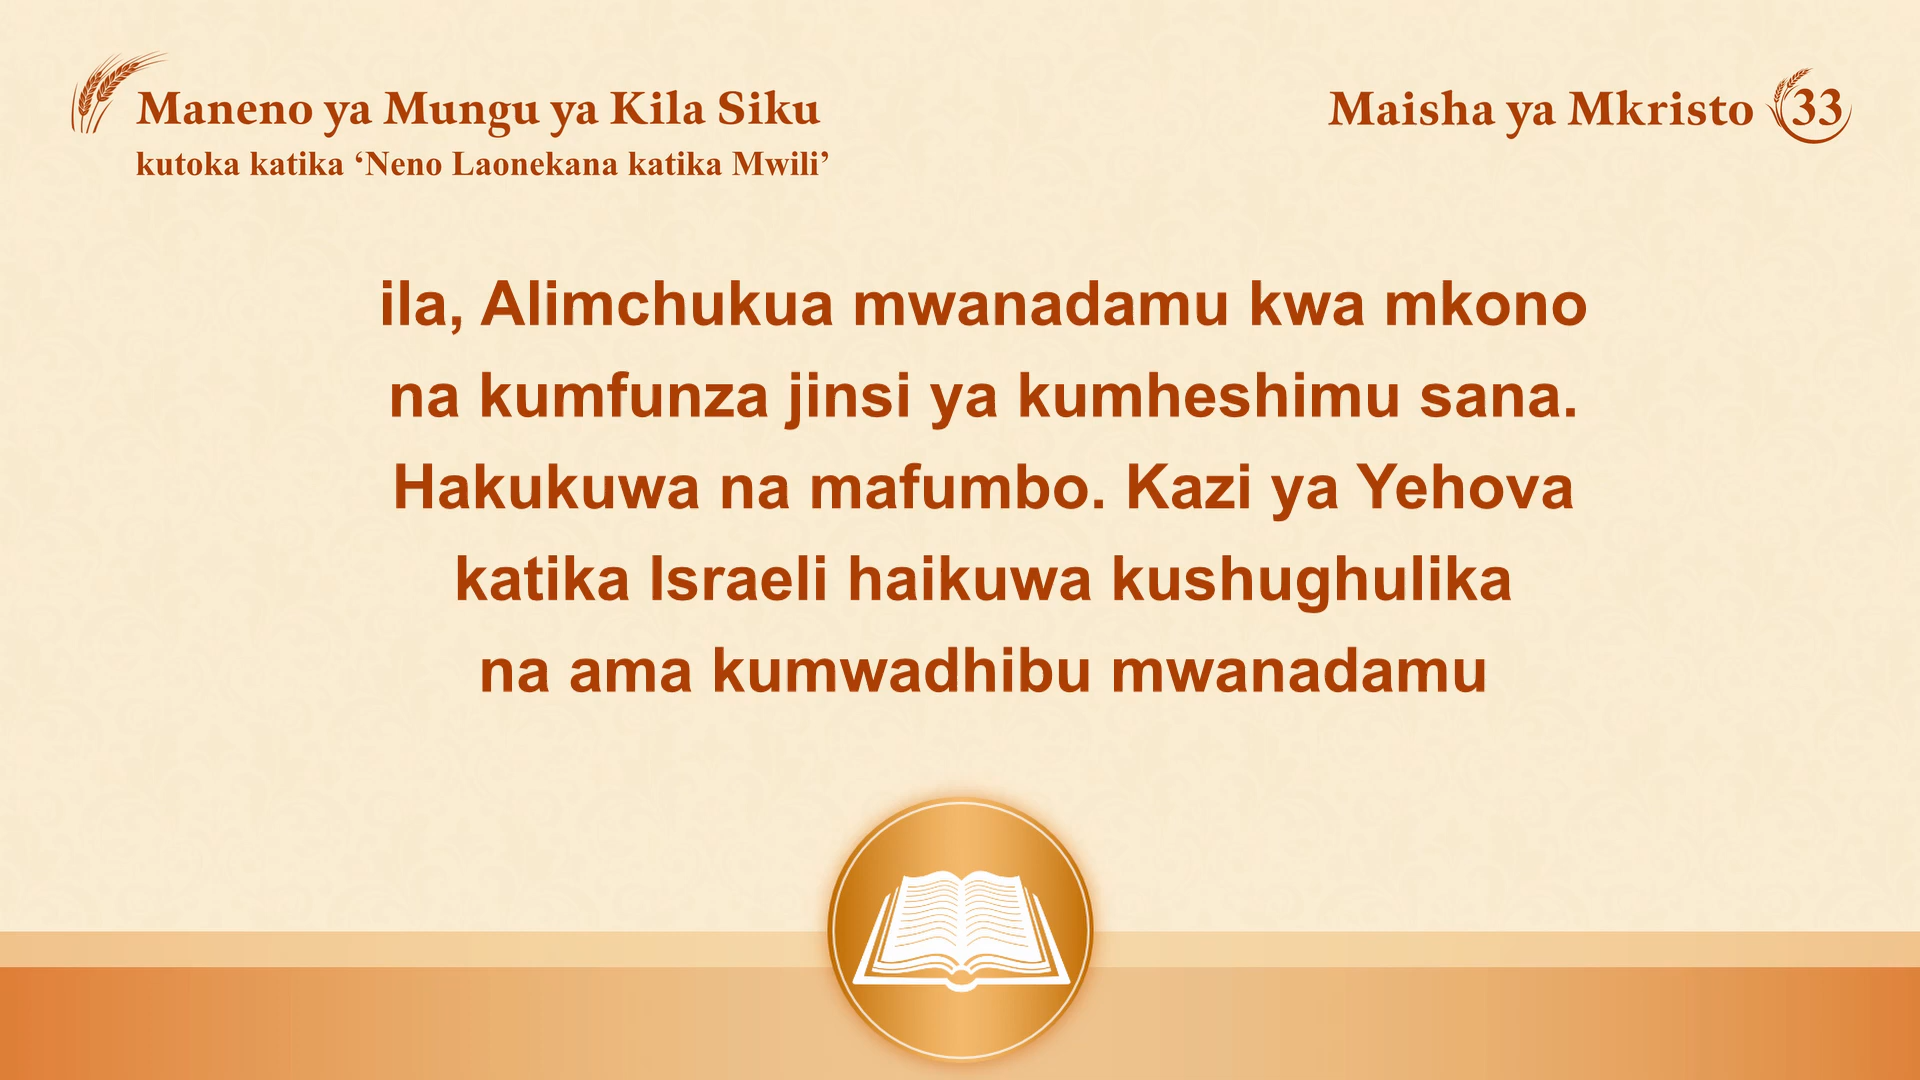 Maneno ya Mungu ya Kila Siku
kutoka katika ‘Neno Laonekana katika Mwili’
Maisha ya Mkristo 33
ila, Alimchukua mwanadamu kwa mkono
na kumfunza jinsi ya kumheshimu sana.
Hakukuwa na mafumbo. Kazi ya Yehova
katika Israeli haikuwa kushughulika
na ama kumwadhibu mwanadamu